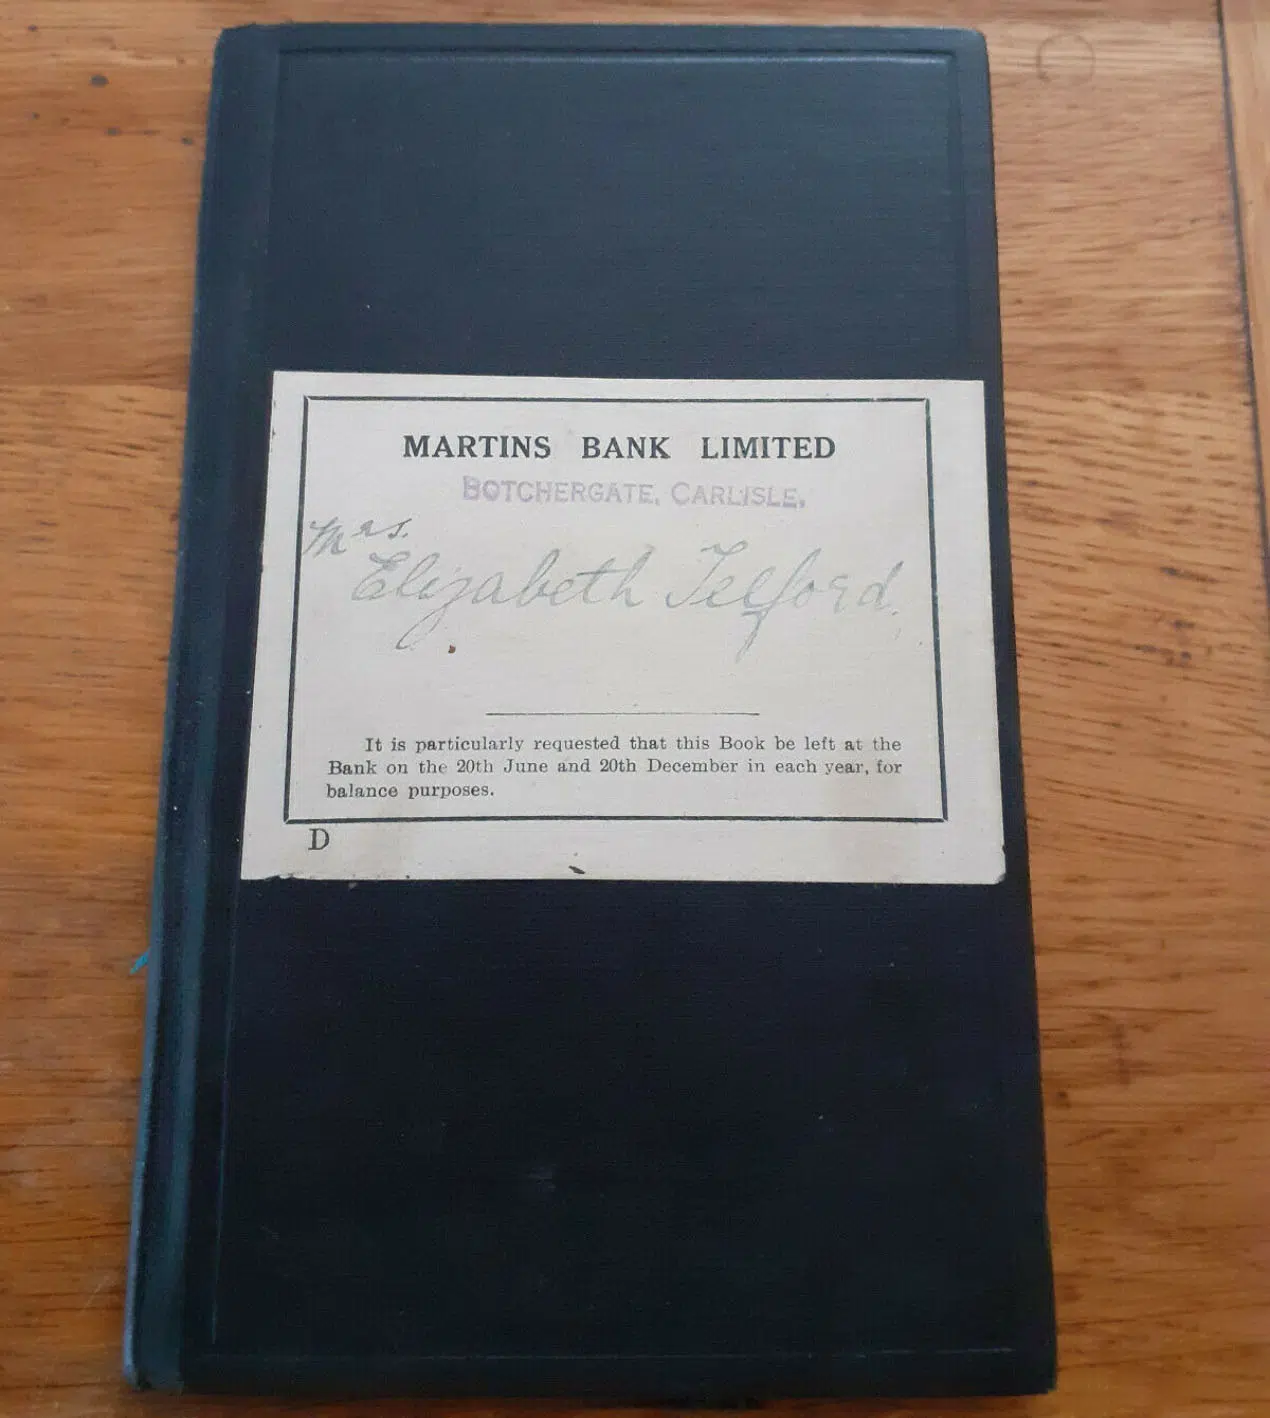 MARTINS BANK LIMITED
BOTCHERGATE, CARLISLE,
Mrs.
Elizabeth Telford.
It is particularly requested that this Book be left at the
Bank on the 20th June and 20th December in each year, for
balance purposes.
D